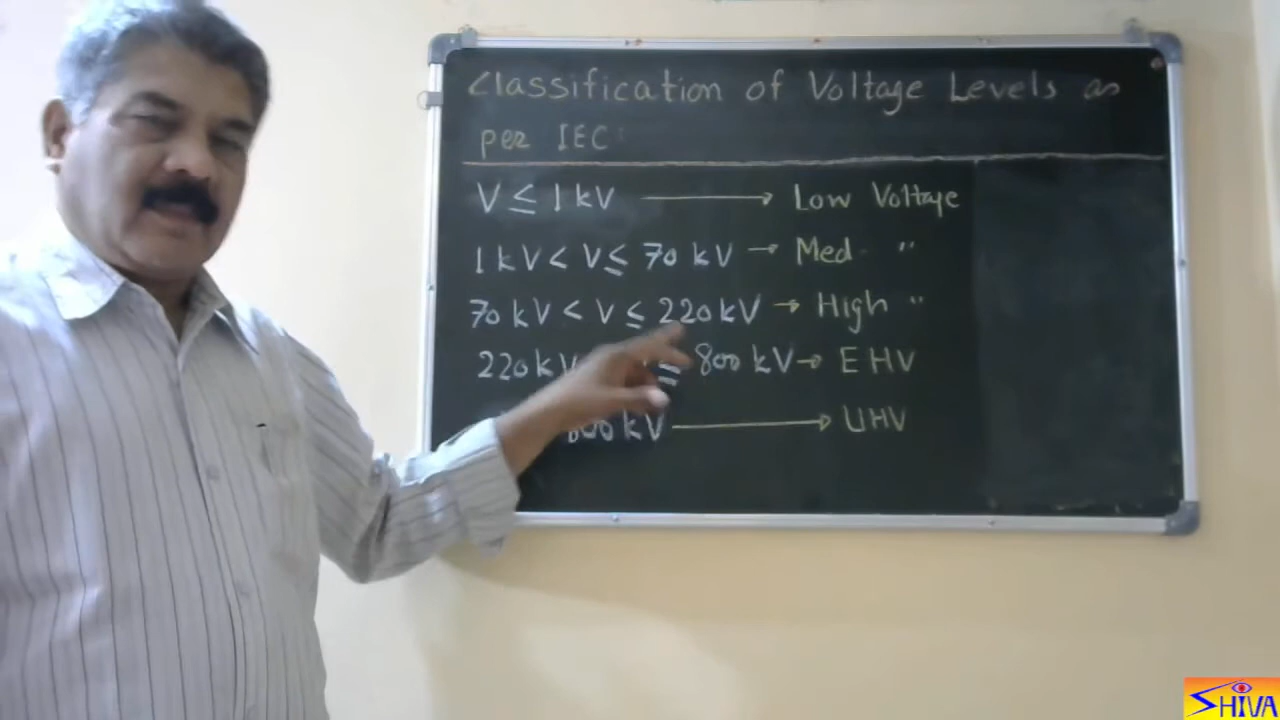 Classification of Voltage Levels as
per IEC:
V ≤ 1 kV → Low Voltage
1 kV < V ≤ 70 kV → Med "
70 kV < V ≤ 220 kV → High "
220 kV ≤ 800 kV → EHV
800 kV → UHV
SHIVA